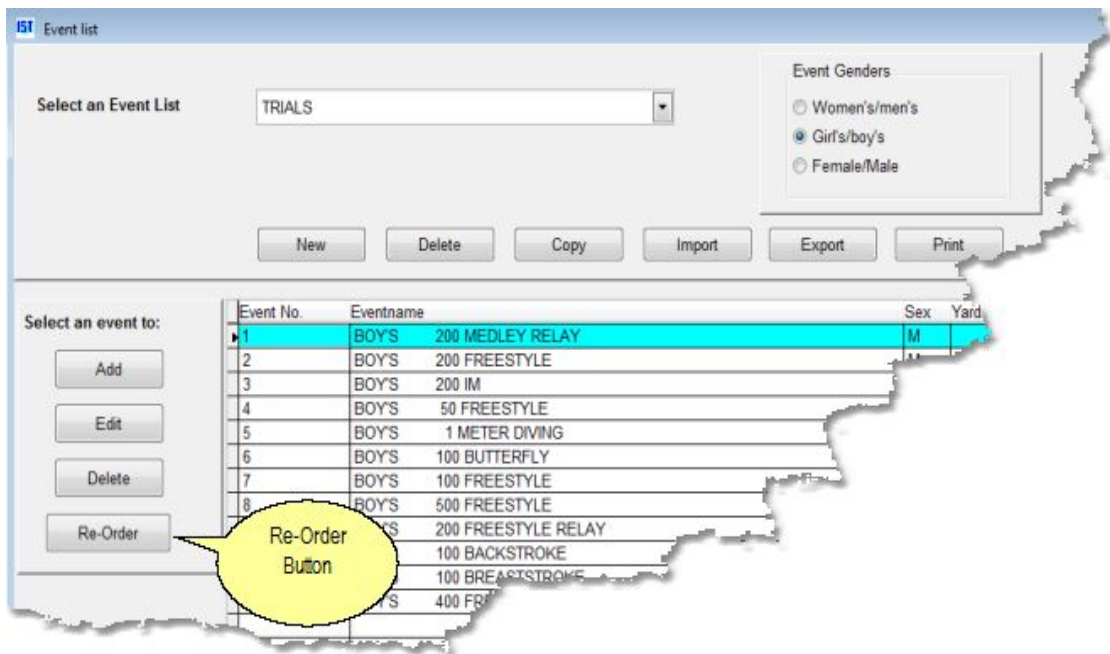 IST Event list
Event Genders
Select an Event List TRIALS
Women's/men's
Girl's/boy's
Female/Male
New Delete Copy Import Export Print
Select an event to:
Add
Edit
Delete
Re-Order
Event No. Eventname Sex Yard
1 BOY'S 200 MEDLEY RELAY M
2 BOY'S 200 FREESTYLE
3 BOY'S 200 IM
4 BOY'S 50 FREESTYLE
5 BOY'S 1 METER DIVING
6 BOY'S 100 BUTTERFLY
7 BOY'S 100 FREESTYLE
8 BOY'S 500 FREESTYLE
200 FREESTYLE RELAY
100 BACKSTROKE
100 BREASTSTROKE
400
Re-Order
Button